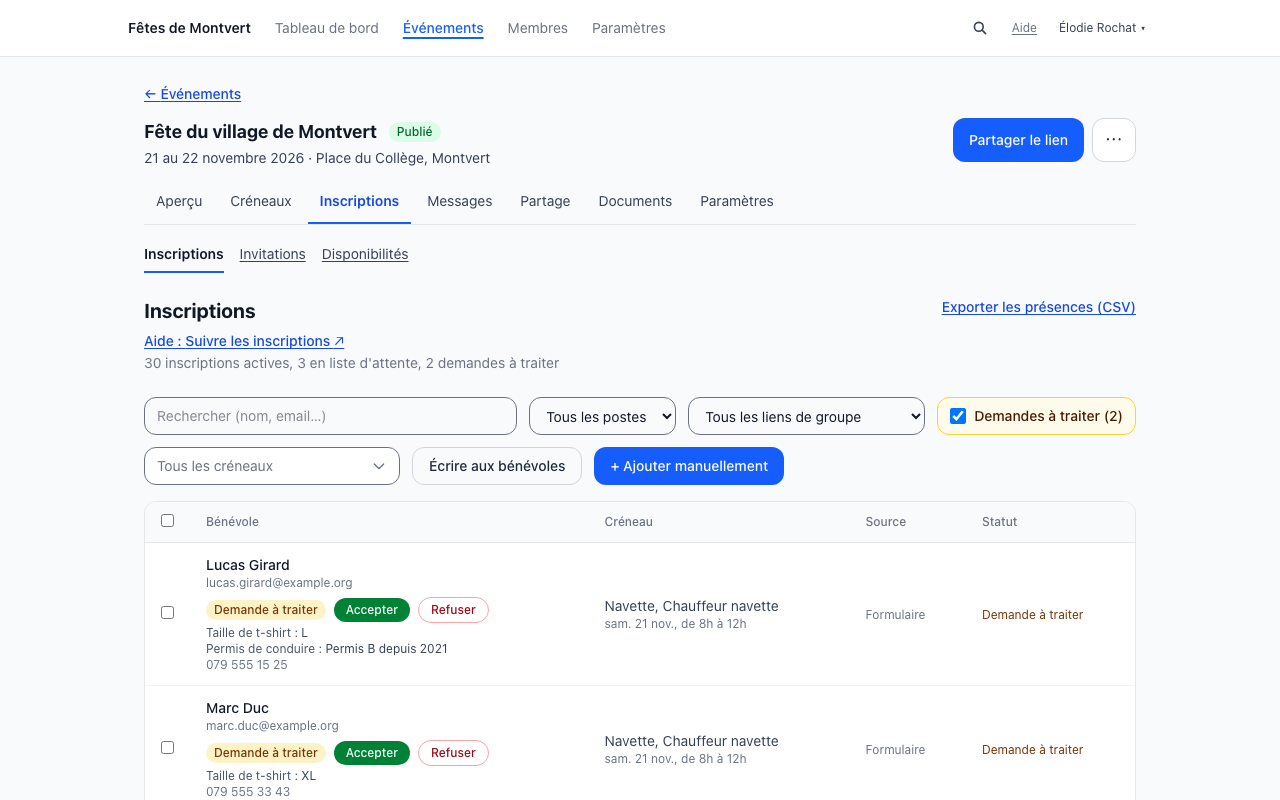 Fêtes de Montvert Tableau de bord Événements Membres Paramètres Aide Élodie Rochat ▾
← Événements
Fête du village de Montvert Publié
21 au 22 novembre 2026 · Place du Collège, Montvert
Partager le lien ···
Aperçu Créneaux Inscriptions Messages Partage Documents Paramètres
Inscriptions Invitations Disponibilités
Inscriptions
Exporter les présences (CSV)
Aide : Suivre les inscriptions ↗
30 inscriptions actives, 3 en liste d'attente, 2 demandes à traiter
Rechercher (nom, email...) Tous les postes Tous les liens de groupe Demandes à traiter (2)
Tous les créneaux Écrire aux bénévoles + Ajouter manuellement
Bénévole Créneau Source Statut
Lucas Girard
lucas.girard@example.org
Demande à traiter Accepter Refuser
Taille de t-shirt : L
Permis de conduire : Permis B depuis 2021
079 555 15 25
Navette, Chauffeur navette
sam. 21 nov., de 8h à 12h
Formulaire
Demande à traiter
Marc Duc
marc.duc@example.org
Demande à traiter Accepter Refuser
Taille de t-shirt : XL
079 555 33 43
Navette, Chauffeur navette
sam. 21 nov., de 8h à 12h
Formulaire
Demande à traiter